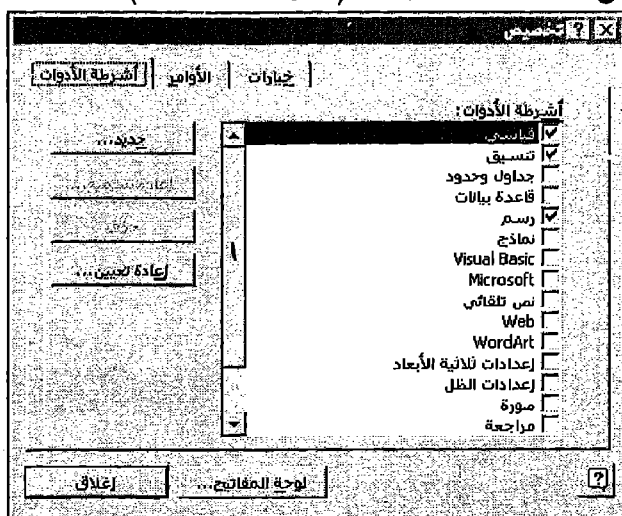 تخصيص
أشرطة الأدوات
الأوامر
خيارات
أشرطة الأدوات:
قياسي
تنسيق
جداول وحدود
قاعدة بيانات
رسم
نماذج
Visual Basic
Microsoft
نص تلقائي
Web
WordArt
إعدادات ثلاثية الأبعاد
إعدادات الظل
صورة
مراجعة
جديد...
إعادة تعيين...
لوحة المفاتيح...
إغلاق